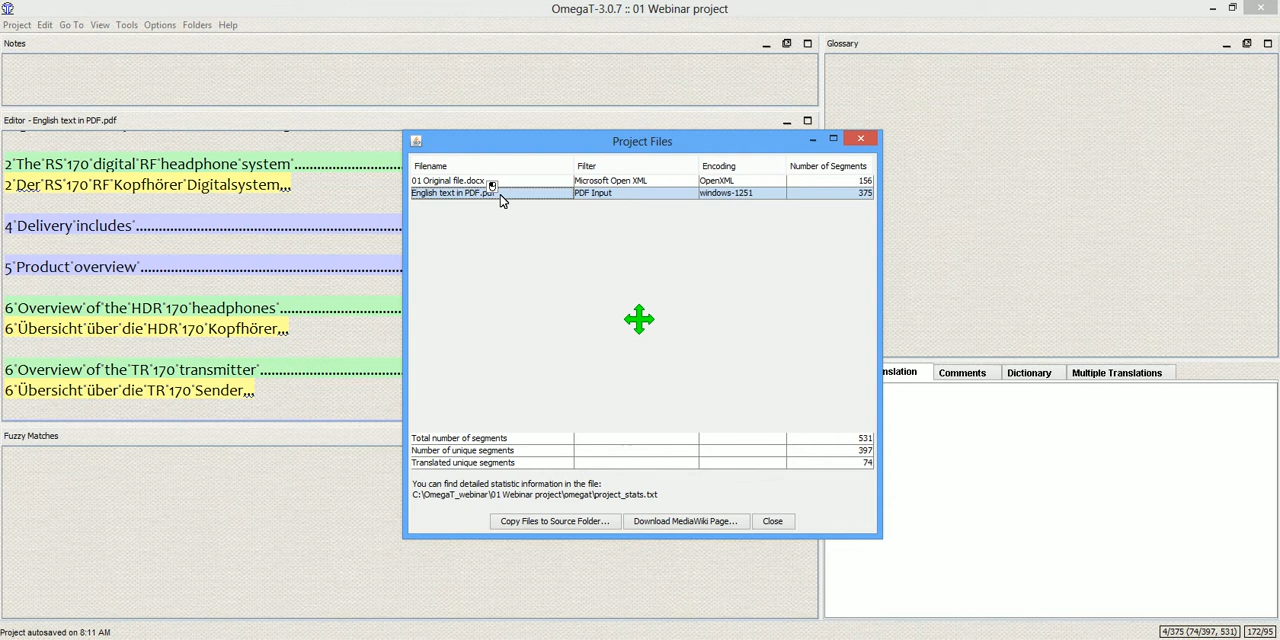 OmegaT-3.0.7 :: 01 Webinar project
Project Edit Go To View Tools Options Folders Help
Notes
Glossary
Editor - English text in PDF.pdf
2 The RS 170 digital RF headphone system.....................
2 Der RS 170 RF Kopfhörer Digitalsystem,,,
4 Delivery includes....................................................
5 Product overview...................................................
6 Overview of the HDR 170 headphones........................
6 Übersicht über die HDR 170 Kopfhörer,,,
6 Overview of the TR 170 transmitter............................
6 Übersicht über die TR 170 Sender,,,
Fuzzy Matches
Project Files
Filename Filter Encoding Number of Segments
01 Original file.docx Microsoft Open XML OpenXML 156
English text in PDF.pdf PDF Input windows-1251 375
Total number of segments 531
Number of unique segments 397
Translated unique segments 74
You can find detailed statistic information in the file:
C:\OmegaT_webinar\01 Webinar project\omegat\project_stats.txt
Copy Files to Source Folder... Download MediaWiki Page... Close
nslation Comments Dictionary Multiple Translations
Project autosaved on 8:11 AM
4/375 (74/397, 531) 172/95